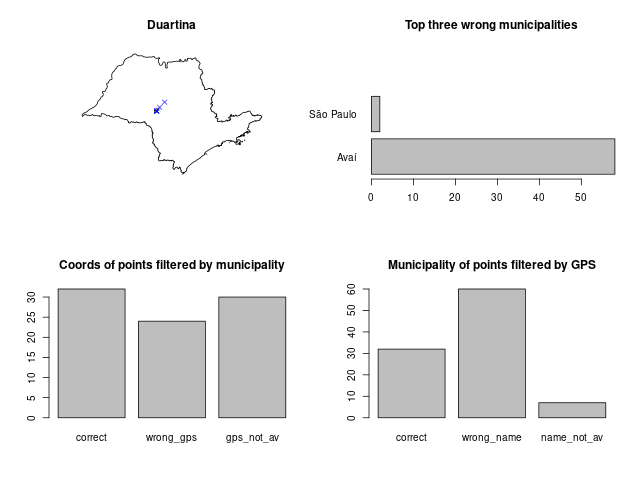 Duartina
Top three wrong municipalities
São Paulo
Avaí
0 10 20 30 40 50
Coords of points filtered by municipality
0 5 10 15 20 25 30
correct wrong_gps gps_not_av
Municipality of points filtered by GPS
0 10 20 30 40 50 60
correct wrong_name name_not_av